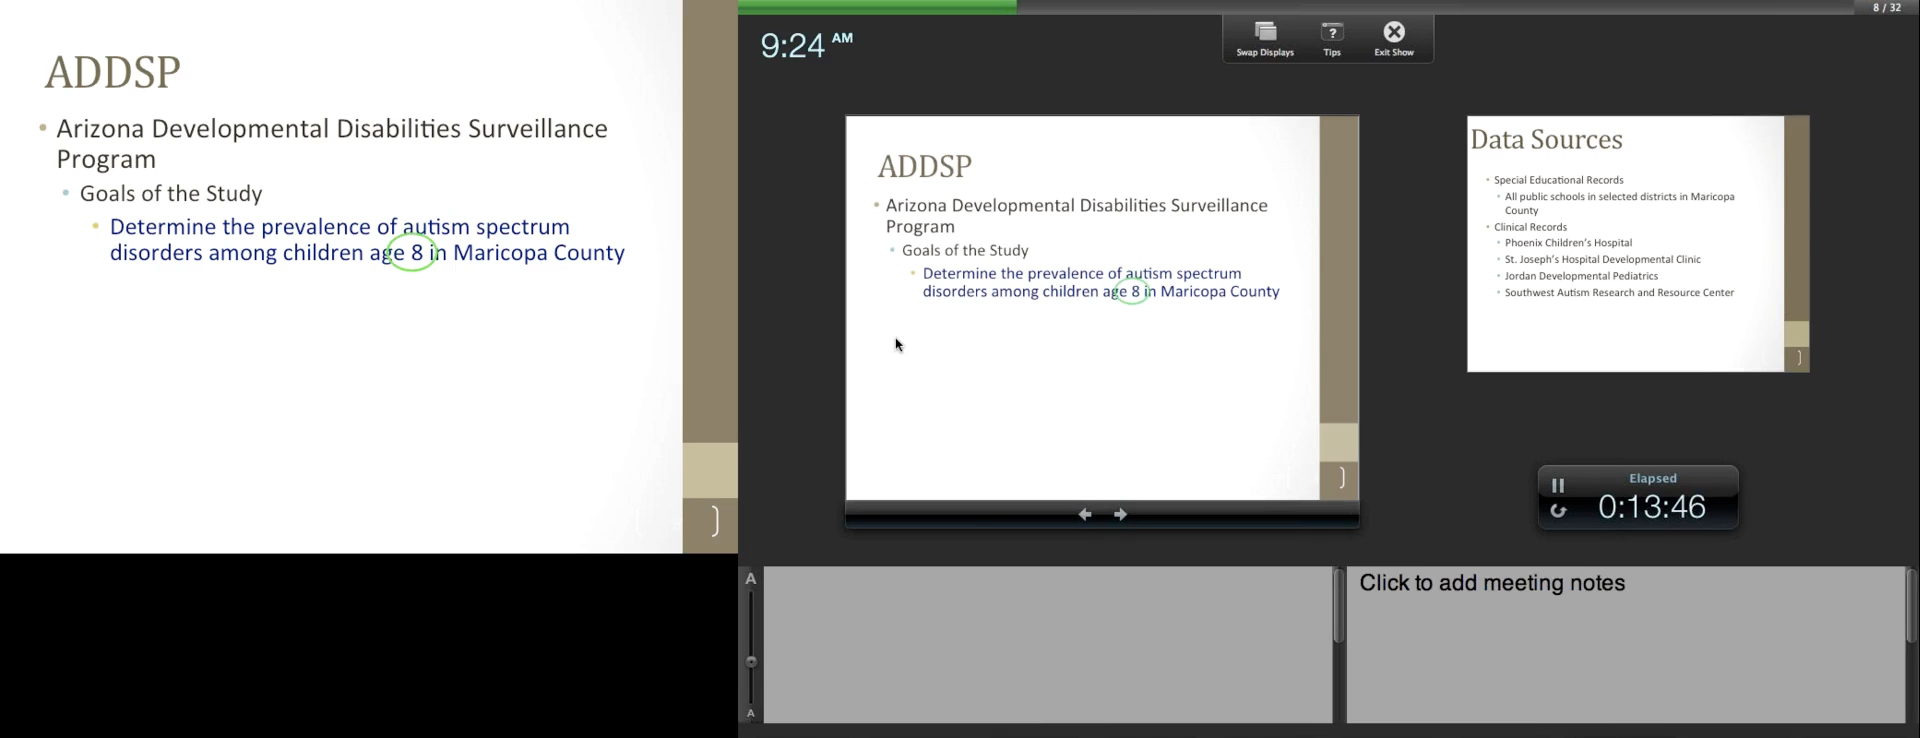 ADDSP
• Arizona Developmental Disabilities Surveillance
Program
• Goals of the Study
• Determine the prevalence of autism spectrum
disorders among children age 8 in Maricopa County
8 / 32
9:24 AM
Swap Displays
Tips
Exit Show
ADDSP
• Arizona Developmental Disabilities Surveillance
Program
• Goals of the Study
• Determine the prevalence of autism spectrum
disorders among children age 8 in Maricopa County
Data Sources
• Special Educational Records
• All public schools in selected districts in Maricopa
County
• Clinical Records
• Phoenix Children's Hospital
• St. Joseph's Hospital Developmental Clinic
• Jordan Developmental Pediatrics
• Southwest Autism Research and Resource Center
Elapsed
0:13:46
A
A
Click to add meeting notes